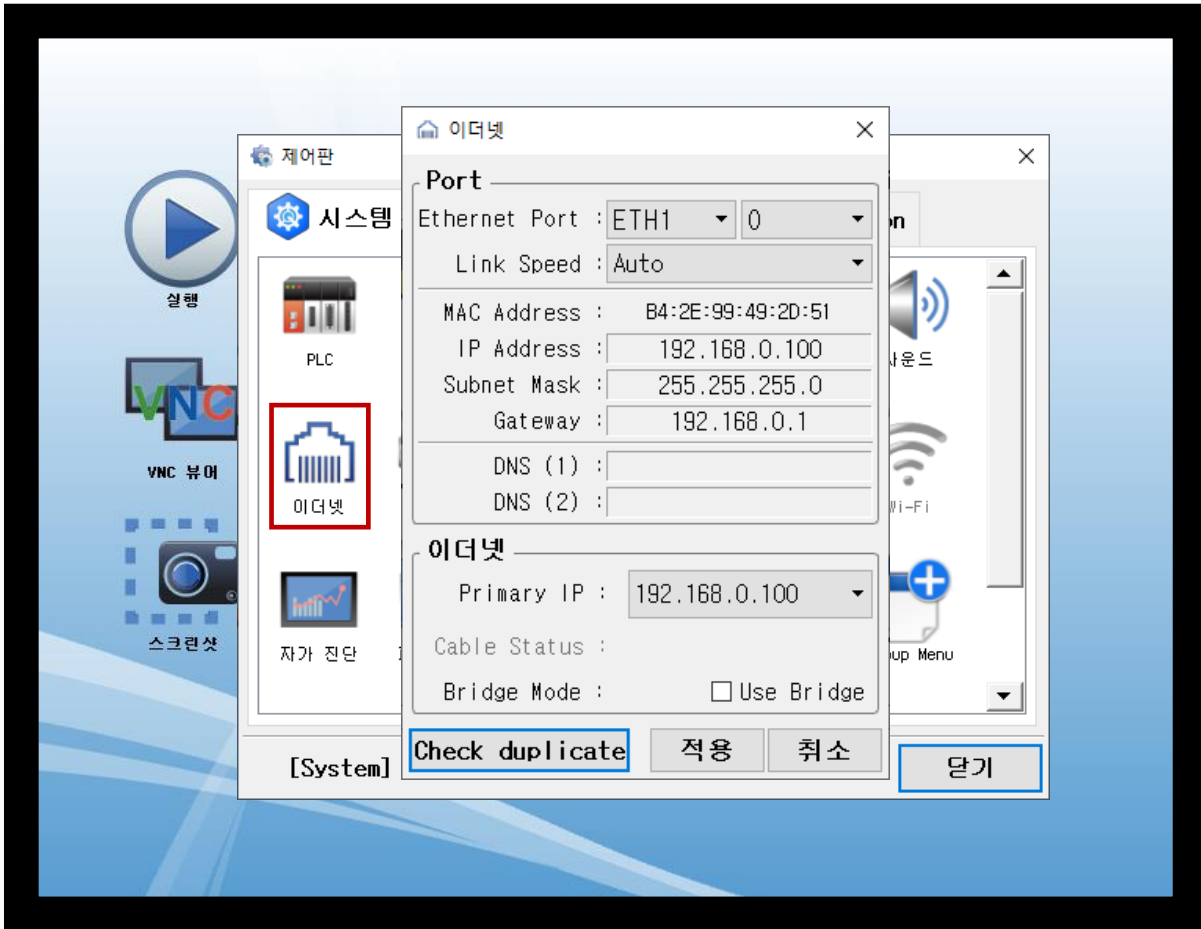 이더넷
제어판
Port
시스템
Ethernet Port : ETH1 0
Link Speed : Auto
실행
MAC Address : B4:2E:99:49:2D:51
IP Address : 192.168.0.100
PLC
Subnet Mask : 255.255.255.0
Gateway : 192.168.0.1
VNC
DNS (1) :
VNC 뷰어
DNS (2) :
이더넷
Wi-Fi
이더넷
Primary IP : 192.168.0.100
Cable Status :
스크린샷
자가 진단
up Menu
Bridge Mode : Use Bridge
Check duplicate 적용 취소
[System]
닫기